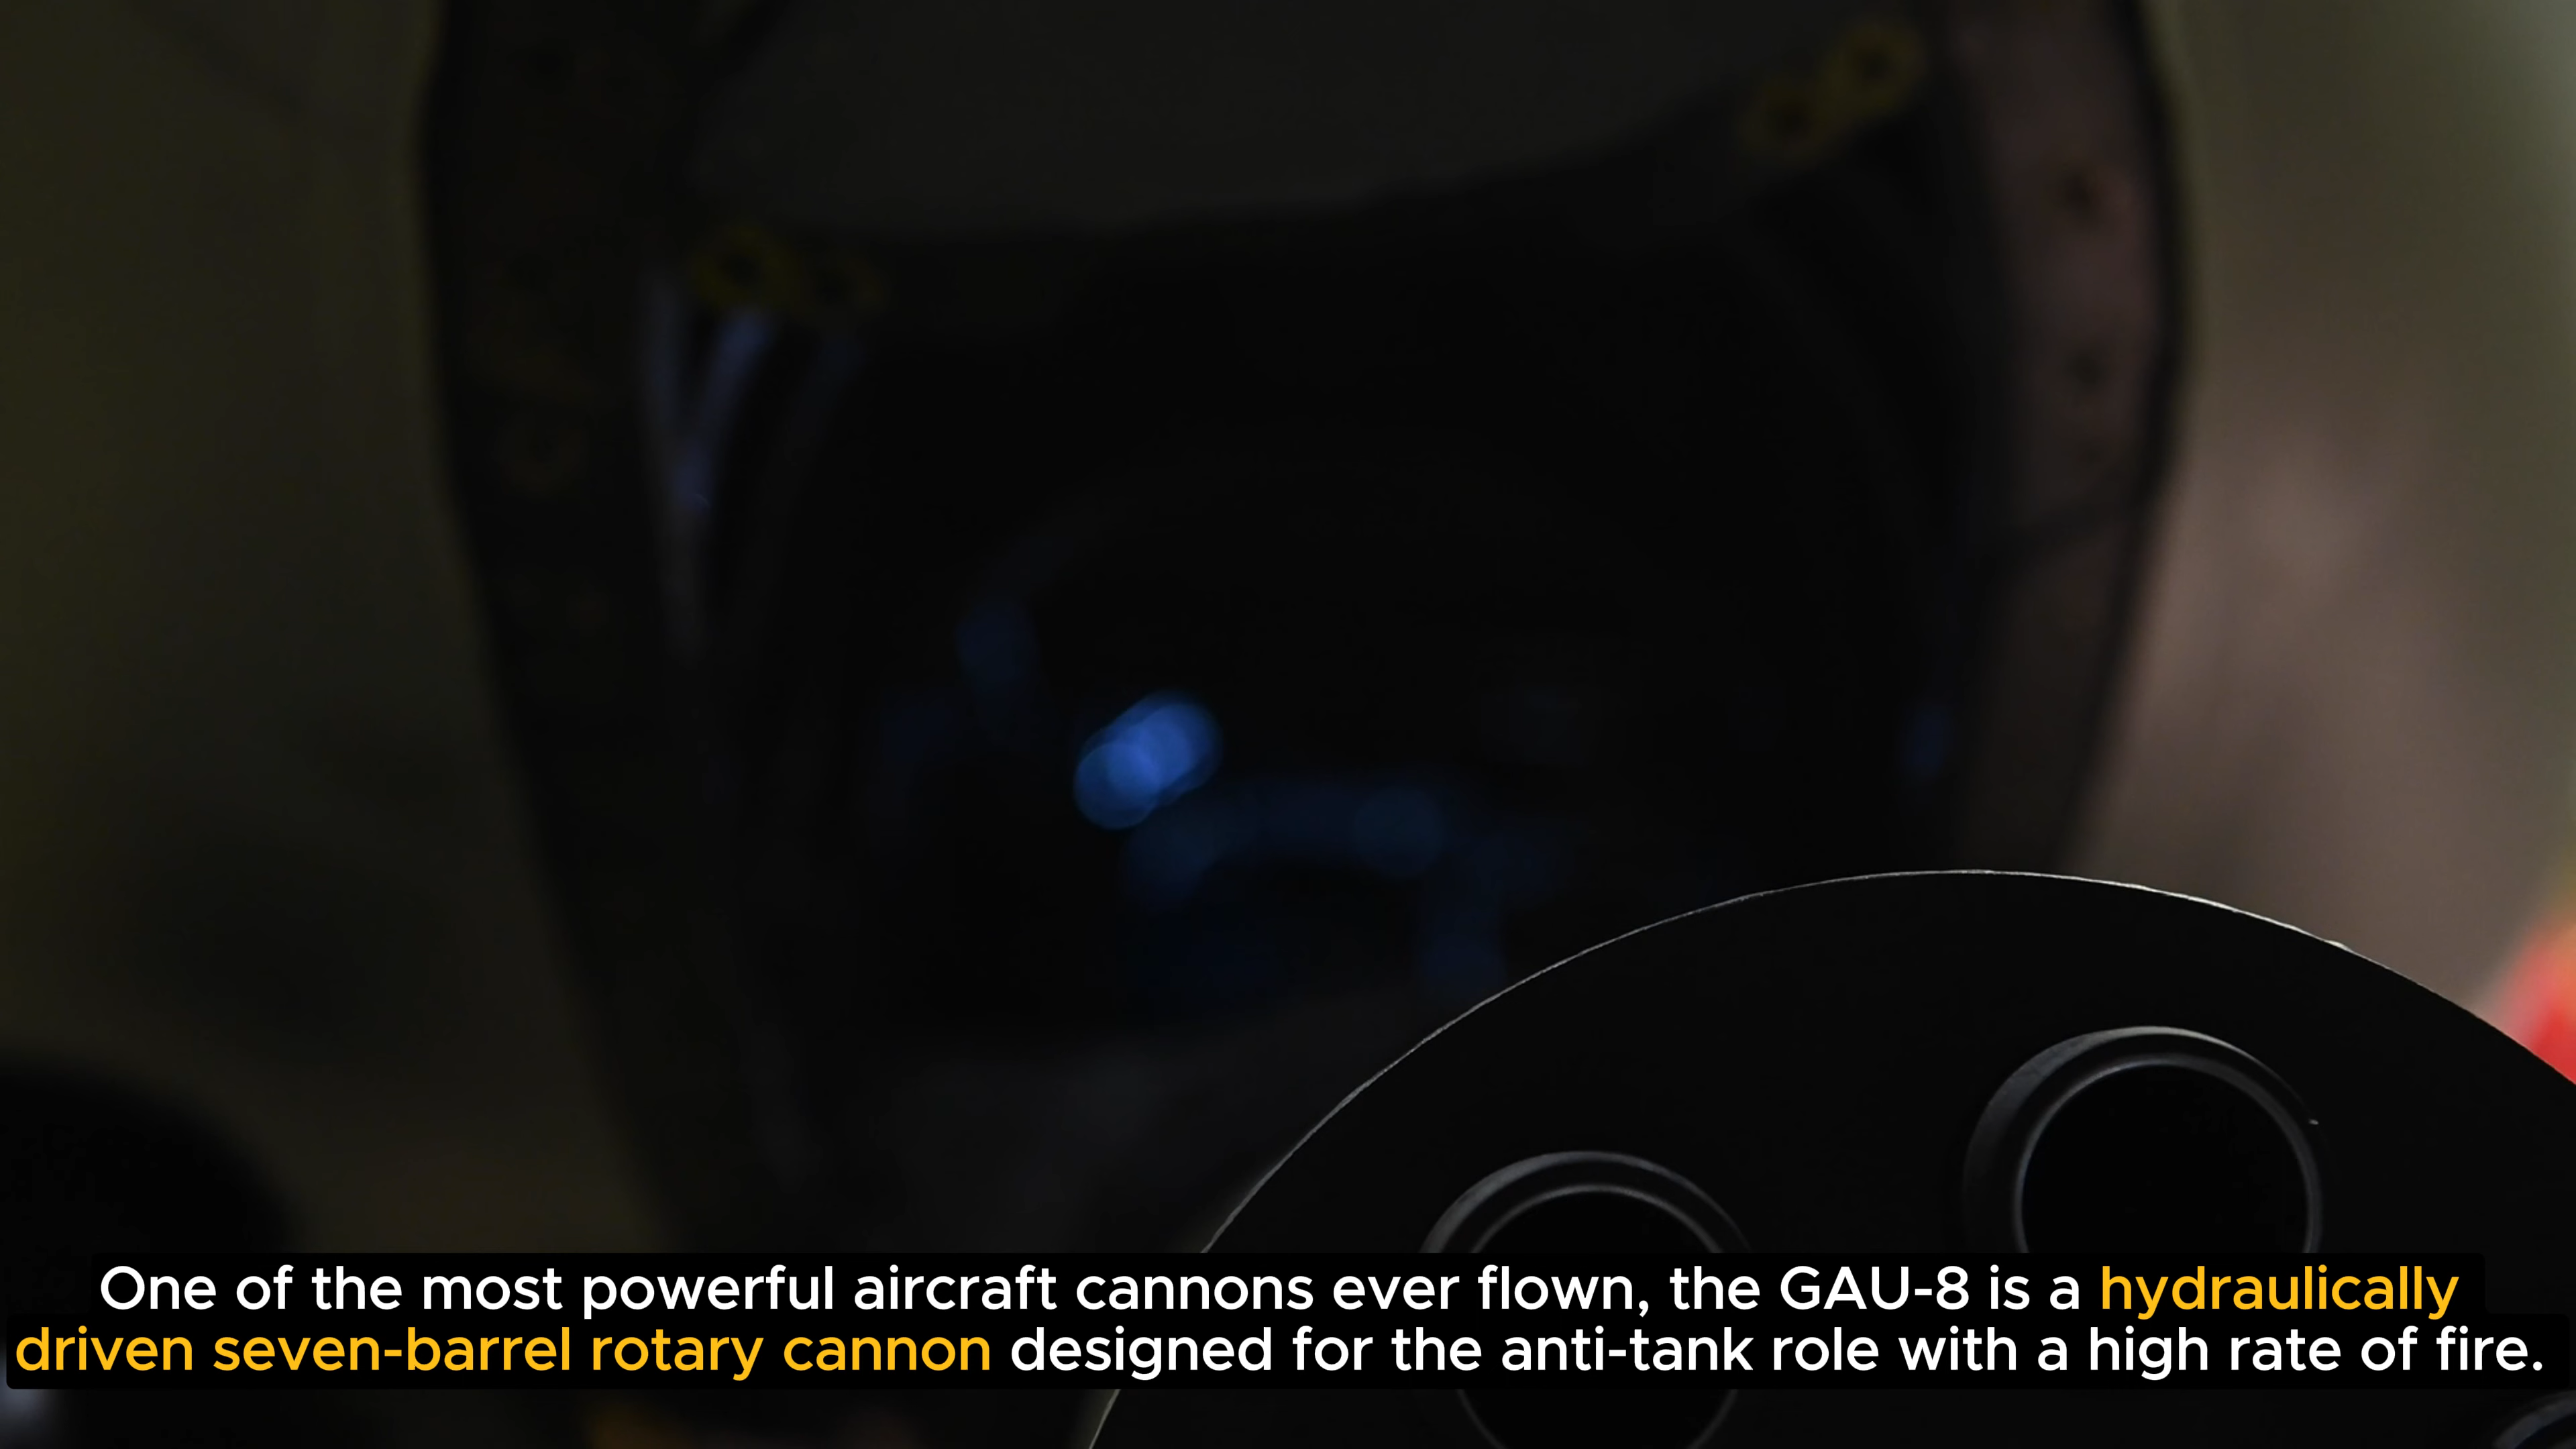 One of the most powerful aircraft cannons ever flown, the GAU-8 is a hydraulically
driven seven-barrel rotary cannon designed for the anti-tank role with a high rate of fire.